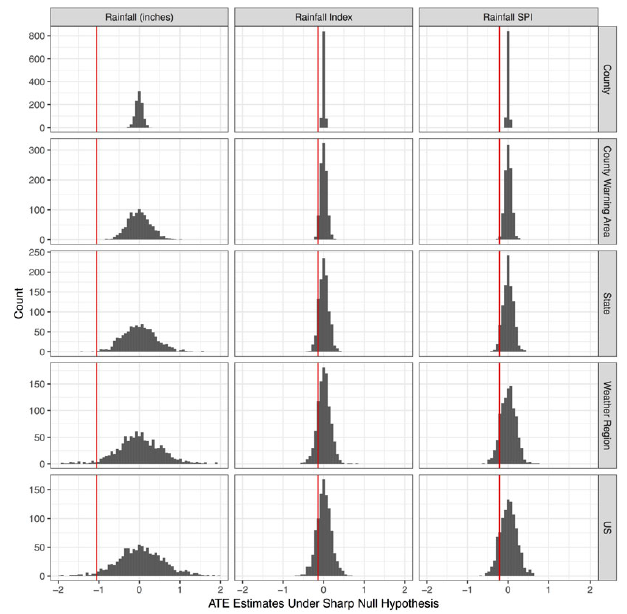 Rainfall (inches) Rainfall Index Rainfall SPI
800
600
400
200
0
County
300
200
100
0
County Warning Area
250
200
150
100
50
0
State
150
100
50
0
Weather Region
150
100
50
0
US
Count
−2 −1 0 1 2 −2 −1 0 1 2 −2 −1 0 1 2
ATE Estimates Under Sharp Null Hypothesis